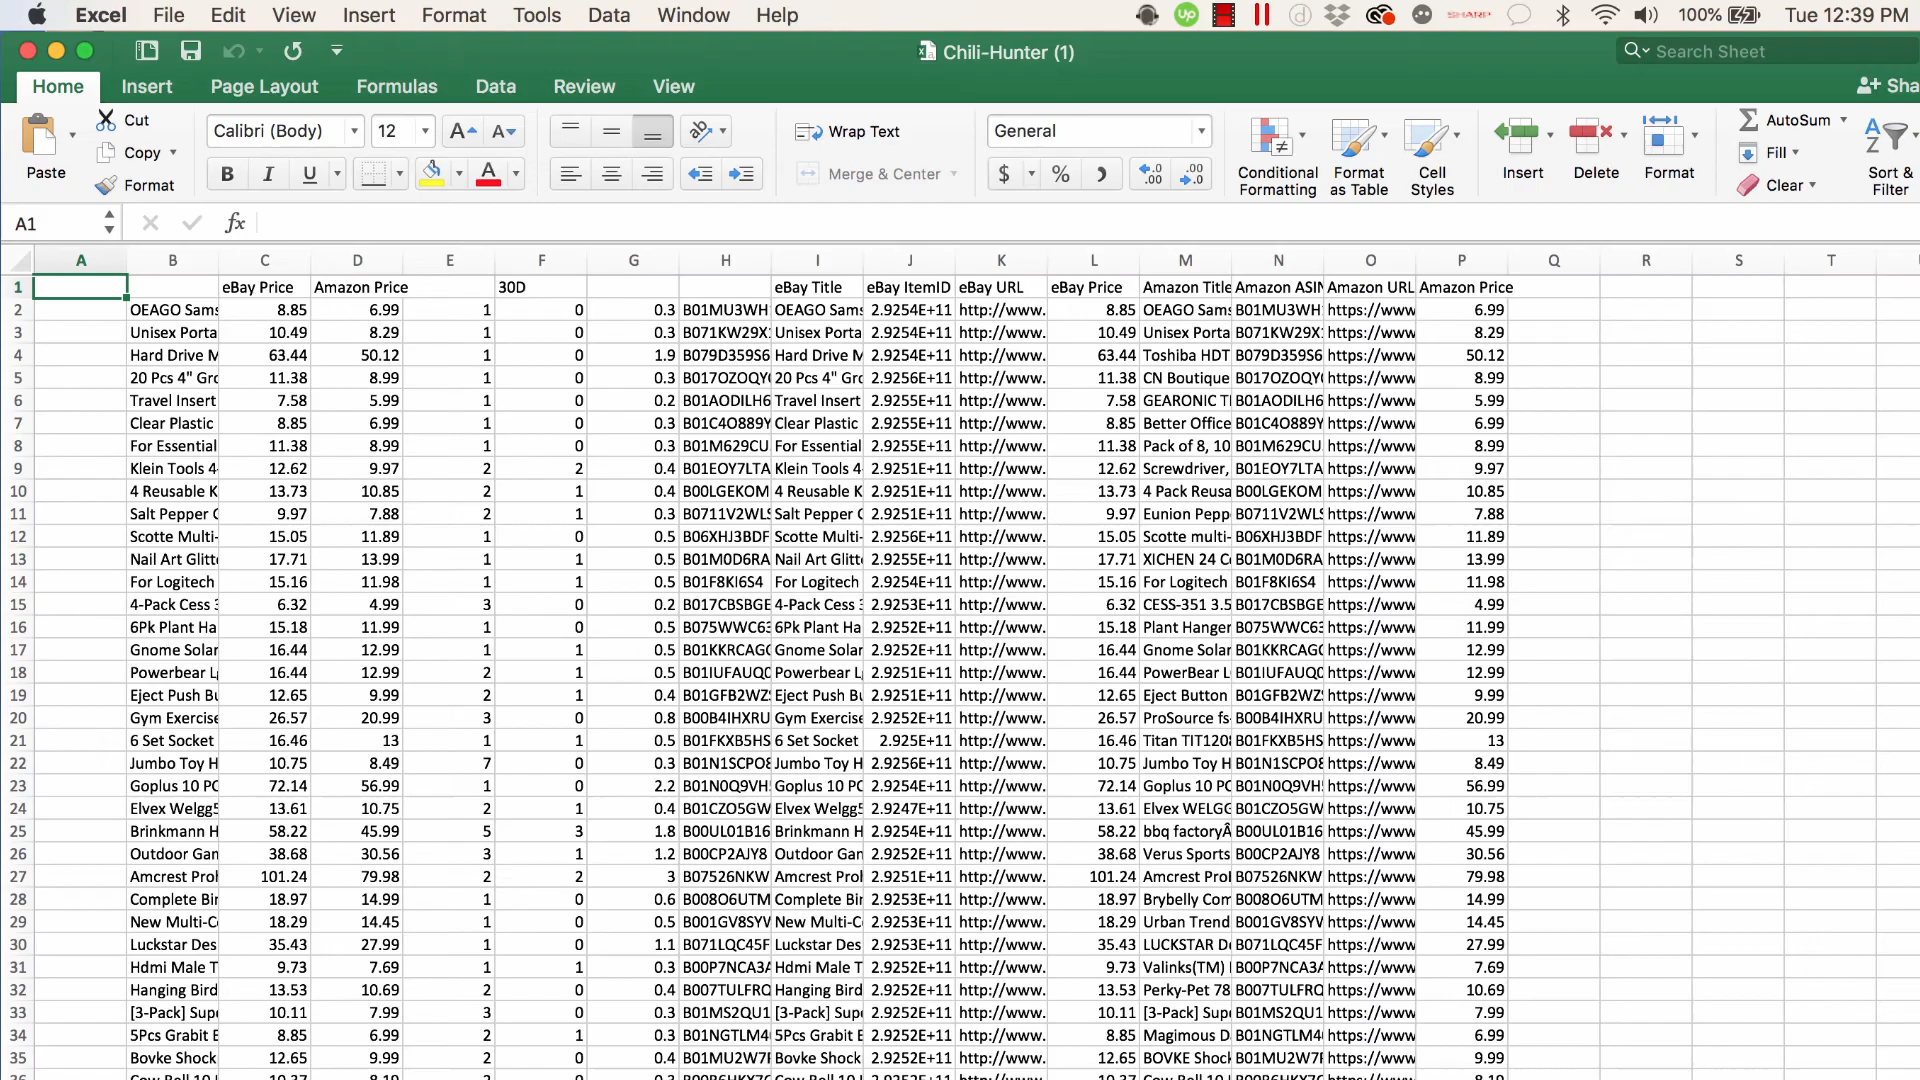 Excel File Edit View Insert Format Tools Data Window Help Up SHARP 100% Tue 12:39 PM
Chili-Hunter (1) Search Sheet
Home Insert Page Layout Formulas Data Review View Sha
Paste Cut Copy Format Calibri (Body) 12 A A B I U A Wrap Text Merge & Center General $ % .0 .00 .00 .0 Conditional Formatting Format as Table Cell Styles Insert Delete Format AutoSum Fill Clear Sort & Filter
A1 fx
A B C D E F G H I J K L M N O P Q R S T
1 eBay Price Amazon Price 30D eBay Title eBay ItemID eBay URL eBay Price Amazon Title Amazon ASIN Amazon URL Amazon Price
2 OEAGO Sams 8.85 6.99 1 0 0.3 B01MU3WH OEAGO Sams 2.9254E+11 http://www. 8.85 OEAGO Sams B01MU3WH https://www 6.99
3 Unisex Porta 10.49 8.29 1 0 0.3 B071KW29X Unisex Porta 2.9254E+11 http://www. 10.49 Unisex Porta B071KW29X https://www 8.29
4 Hard Drive M 63.44 50.12 1 0 1.9 B079D359S6 Hard Drive M 2.9254E+11 http://www. 63.44 Toshiba HDT B079D359S6 https://www 50.12
5 20 Pcs 4" Gro 11.38 8.99 1 0 0.3 B017OZOQY 20 Pcs 4" Gro 2.9256E+11 http://www. 11.38 CN Boutique B017OZOQY https://www 8.99
6 Travel Insert 7.58 5.99 1 0 0.2 B01AODILH6 Travel Insert 2.9255E+11 http://www. 7.58 GEARONIC T B01AODILH6 https://www 5.99
7 Clear Plastic 8.85 6.99 1 0 0.3 B01C4O889Y Clear Plastic 2.9255E+11 http://www. 8.85 Better Office B01C4O889Y https://www 6.99
8 For Essential 11.38 8.99 1 0 0.3 B01M629CU For Essential 2.9255E+11 http://www. 11.38 Pack of 8, 10 B01M629CU https://www 8.99
9 Klein Tools 4- 12.62 9.97 2 2 0.4 B01EOY7LTA Klein Tools 4- 2.9251E+11 http://www. 12.62 Screwdriver, B01EOY7LTA https://www 9.97
10 4 Reusable K 13.73 10.85 2 1 0.4 B00LGEKOM 4 Reusable K 2.9251E+11 http://www. 13.73 4 Pack Reusa B00LGEKOM https://www 10.85
11 Salt Pepper G 9.97 7.88 2 1 0.3 B0711V2WLS Salt Pepper G 2.9251E+11 http://www. 9.97 Eunion Pepp B0711V2WLS https://www 7.88
12 Scotte Multi- 15.05 11.89 1 0 0.5 B06XHJ3BDF Scotte Multi- 2.9256E+11 http://www. 15.05 Scotte multi- B06XHJ3BDF https://www 11.89
13 Nail Art Glitt 17.71 13.99 1 1 0.5 B01M0D6RA Nail Art Glitt 2.9252E+11 http://www. 17.71 XICHEN 24 Co B01M0D6RA https://www 13.99
14 For Logitech 15.16 11.98 1 1 0.5 B01F8KI6S4 For Logitech 2.9254E+11 http://www. 15.16 For Logitech B01F8KI6S4 https://www 11.98
15 4-Pack Cess 3 6.32 4.99 3 0 0.2 B017CBSBGE 4-Pack Cess 3 2.9253E+11 http://www. 6.32 CESS-351 3.5 B017CBSBGE https://www 4.99
16 6Pk Plant Ha 15.18 11.99 1 0 0.5 B075WWC63 6Pk Plant Ha 2.9252E+11 http://www. 15.18 Plant Hanger B075WWC63 https://www 11.99
17 Gnome Solar 16.44 12.99 1 1 0.5 B01KKRCAG Gnome Solar 2.9252E+11 http://www. 16.44 Gnome Solar B01KKRCAG https://www 12.99
18 Powerbear L 16.44 12.99 2 1 0.5 B01IUFAUQ Powerbear L 2.9251E+11 http://www. 16.44 PowerBear L B01IUFAUQ https://www 12.99
19 Eject Push Bu 12.65 9.99 2 1 0.4 B01GFB2WZ Eject Push Bu 2.9251E+11 http://www. 12.65 Eject Button B01GFB2WZ https://www 9.99
20 Gym Exercise 26.57 20.99 3 0 0.8 B00B4IHXRU Gym Exercise 2.9252E+11 http://www. 26.57 ProSource fs- B00B4IHXRU https://www 20.99
21 6 Set Socket 16.46 13 1 1 0.5 B01FKXB5HS 6 Set Socket 2.925E+11 http://www. 16.46 Titan TIT120 B01FKXB5HS https://www 13
22 Jumbo Toy H 10.75 8.49 7 0 0.3 B01N1SCPO8 Jumbo Toy H 2.9256E+11 http://www. 10.75 Jumbo Toy H B01N1SCPO8 https://www 8.49
23 Goplus 10 PC 72.14 56.99 1 0 2.2 B01N0Q9VH Goplus 10 PC 2.9254E+11 http://www. 72.14 Goplus 10 PC B01N0Q9VH https://www 56.99
24 Elvex Welgg5 13.61 10.75 2 1 0.4 B01CZO5GW Elvex Welgg5 2.9247E+11 http://www. 13.61 Elvex WELGG B01CZO5GW https://www 10.75
25 Brinkmann H 58.22 45.99 5 3 1.8 B00UL01B16 Brinkmann H 2.9254E+11 http://www. 58.22 bbq factoryÂ B00UL01B16 https://www 45.99
26 Outdoor Gan 38.68 30.56 3 1 1.2 B00CP2AJY8 Outdoor Gan 2.9252E+11 http://www. 38.68 Verus Sports B00CP2AJY8 https://www 30.56
27 Amcrest Pro 101.24 79.98 2 2 3 B07526NKW Amcrest Pro 2.9252E+11 http://www. 101.24 Amcrest Pro B07526NKW https://www 79.98
28 Complete Bin 18.97 14.99 1 0 0.6 B008O6UTM Complete Bin 2.9252E+11 http://www. 18.97 Brybelly Com B008O6UTM https://www 14.99
29 New Multi-Co 18.29 14.45 1 0 0.5 B001GV8SYV New Multi-Co 2.9253E+11 http://www. 18.29 Urban Trend B001GV8SYV https://www 14.45
30 Luckstar Des 35.43 27.99 1 0 1.1 B071LQC45F Luckstar Des 2.9253E+11 http://www. 35.43 LUCKSTAR D B071LQC45F https://www 27.99
31 Hdmi Male T 9.73 7.69 1 1 0.3 B00P7NCA3A Hdmi Male T 2.9252E+11 http://www. 9.73 Valinks(TM) B00P7NCA3A https://www 7.69
32 Hanging Bird 13.53 10.69 2 0 0.4 B007TULFRQ Hanging Bird 2.9252E+11 http://www. 13.53 Perky-Pet 78 B007TULFRQ https://www 10.69
33 [3-Pack] Supe 10.11 7.99 3 0 0.3 B01MS2QU1 [3-Pack] Supe 2.9252E+11 http://www. 10.11 [3-Pack] Supe B01MS2QU1 https://www 7.99
34 5Pcs Grabit E 8.85 6.99 2 1 0.3 B01NGTLM4 5Pcs Grabit E 2.9251E+11 http://www. 8.85 Magimous D B01NGTLM4 https://www 6.99
35 Bovke Shock 12.65 9.99 2 0 0.4 B01MU2W7 Bovke Shock 2.9251E+11 http://www. 12.65 BOVKE Shock B01MU2W7 https://www 9.99